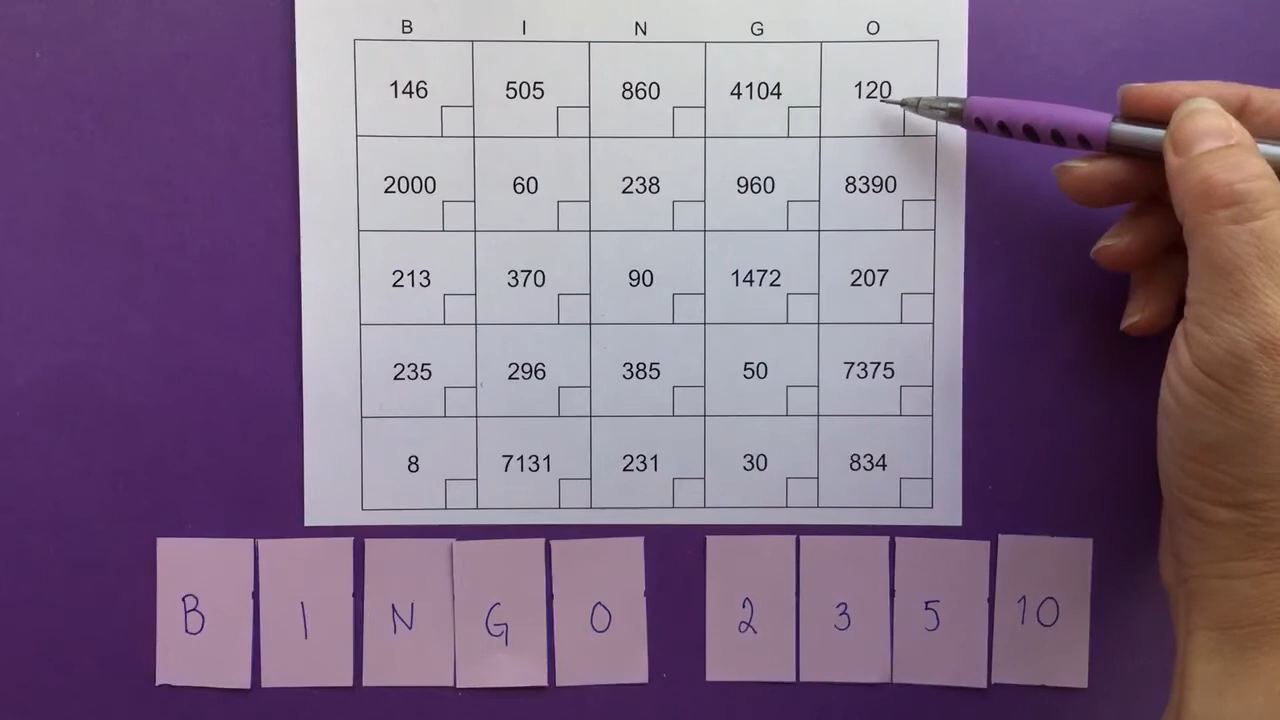 B I N G O
146 505 860 4104 120
2000 60 238 960 8390
213 370 90 1472 207
235 296 385 50 7375
8 7131 231 30 834
B I N G O 2 3 5 10